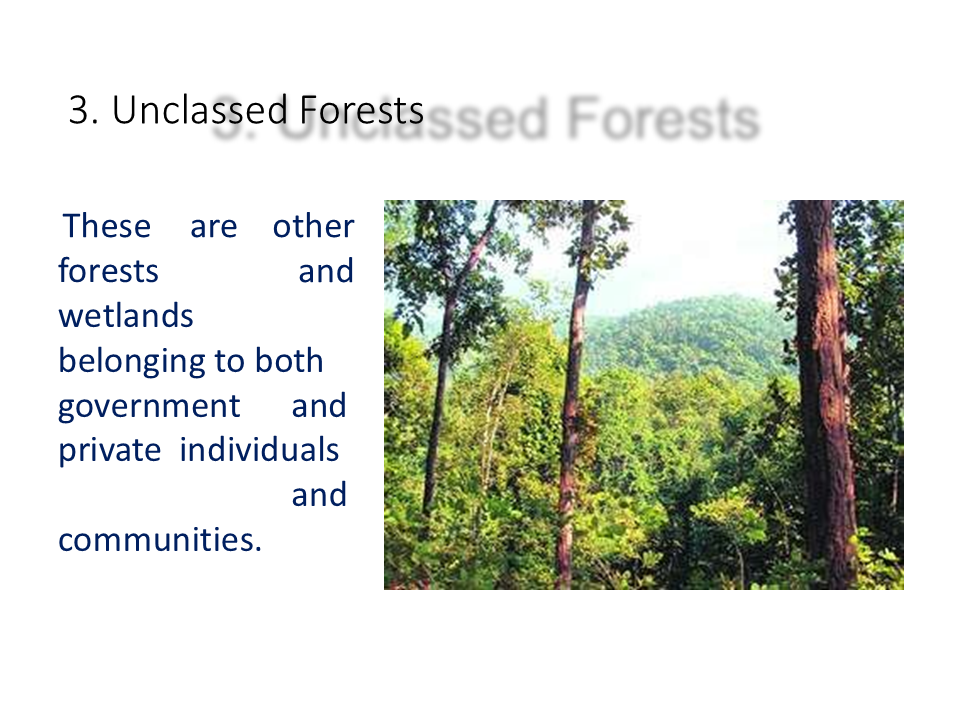 3. Unclassed Forests
These are other
forests and
wetlands
belonging to both
government and
private individuals
and
communities.